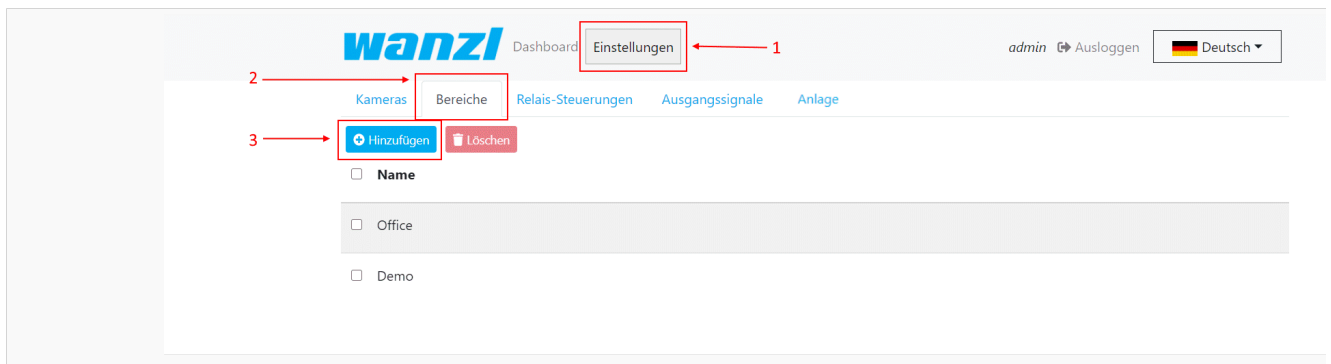 wanzl Dashboard Einstellungen 1 admin Ausloggen Deutsch
2
Kameras Bereiche Relais-Steuerungen Ausgangssignale Anlage
3 Hinzufügen Löschen
Name
Office
Demo